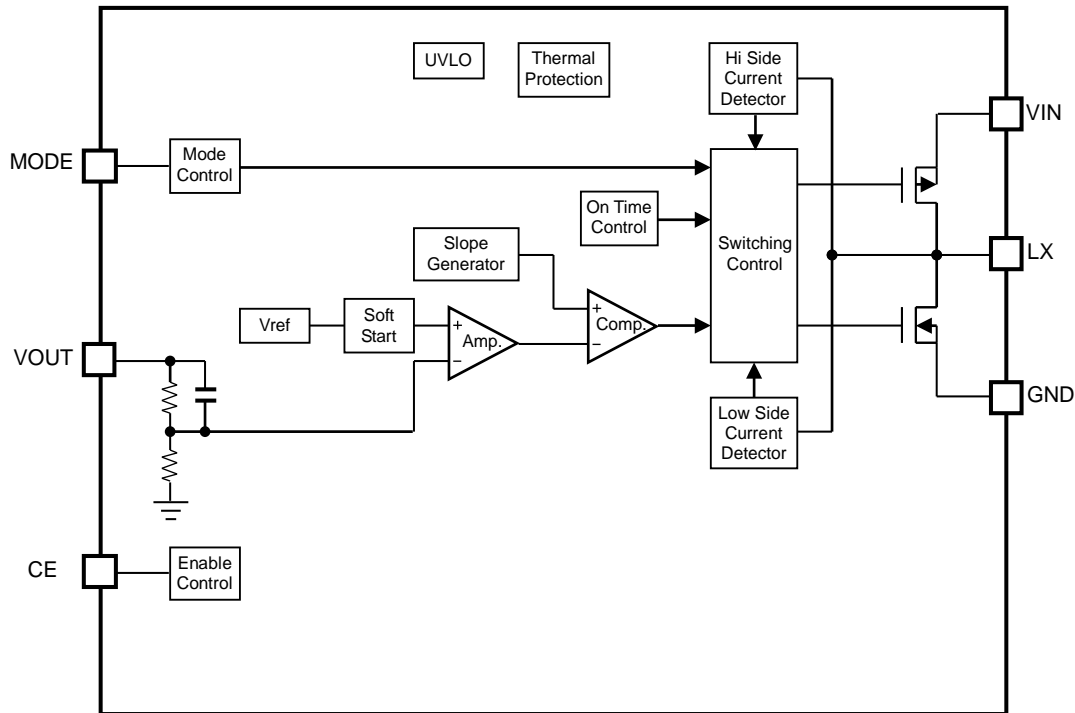 UVLO
Thermal
Protection
Hi Side
Current
Detector
VIN
MODE
Mode
Control
On Time
Control
Switching
Control
Slope
Generator
LX
Vref
Soft
Start
+
Amp.
−
+
Comp.
−
VOUT
GND
Low Side
Current
Detector
CE
Enable
Control